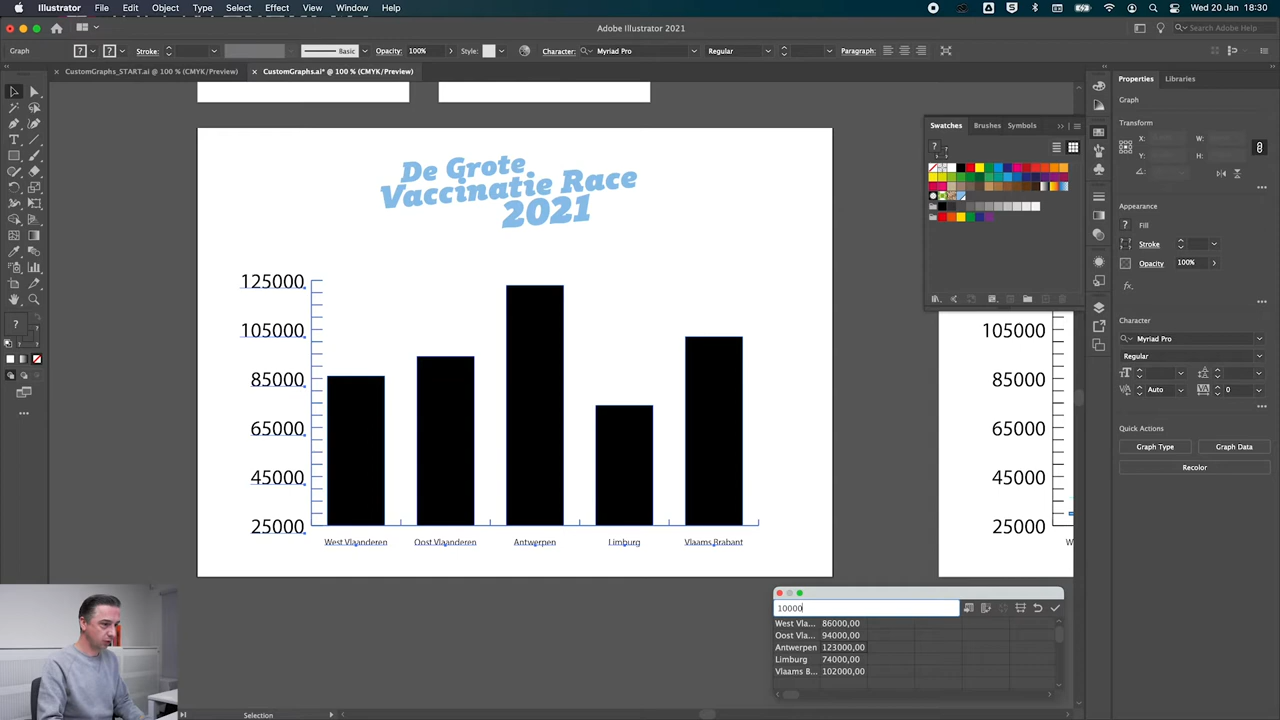 Illustrator File Edit Object Type Select Effect View Window Help Wed 20 Jan 18:30
Adobe Illustrator 2021 Search Adobe Help
Graph Stroke: Basic Opacity: 100% Style: Character: Myriad Pro Regular Paragraph:
CustomGraphs_START.ai @ 100 % (CMYK/Preview) CustomGraphs.ai* @ 100 % (CMYK/Preview)
Properties Libraries
Graph
Transform
X: W:
Y: H:
Swatches Brushes Symbols
Appearance
Fill
Stroke
Opacity 100%
fx.
Character
Myriad Pro
Regular
Auto 0
Quick Actions
Graph Type Graph Data
Recolor
De Grote
Vaccinatie Race
2021
125000
105000
85000
65000
45000
25000
West Vlaanderen Oost Vlaanderen Antwerpen Limburg Vlaams Brabant
105000
85000
65000
45000
25000
W
10000
West Vla... 86000,00
Oost Vla... 94000,00
Antwerpen 123000,00
Limburg 74000,00
Vlaams B... 102000,00
Selection